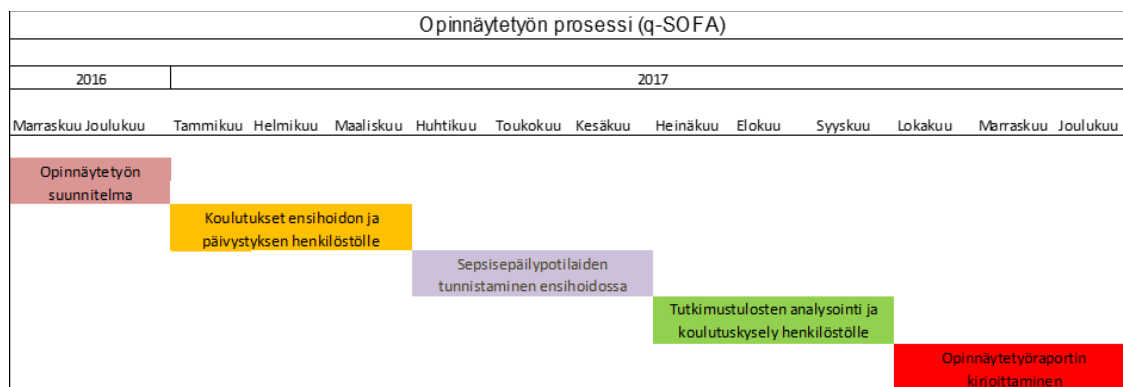 Opinnäytetyön prosessi (q-SOFA)
2016 2017
Marraskuu Joulukuu Tammikuu Helmikuu Maaliskuu Huhtikuu Toukokuu Kesäkuu Heinäkuu Elokuu Syyskuu Lokakuu Marraskuu Joulukuu
Opinnäytetyön
suunnitelma
Koulutukset ensihoidon ja
päivystyksen henkilöstölle
Sepsisepäilypotilaiden
tunnistaminen ensihoidossa
Tutkimustulosten analysointi ja
koulutuskysely henkilöstölle
Opinnäytetyöraportin
kirjoittaminen